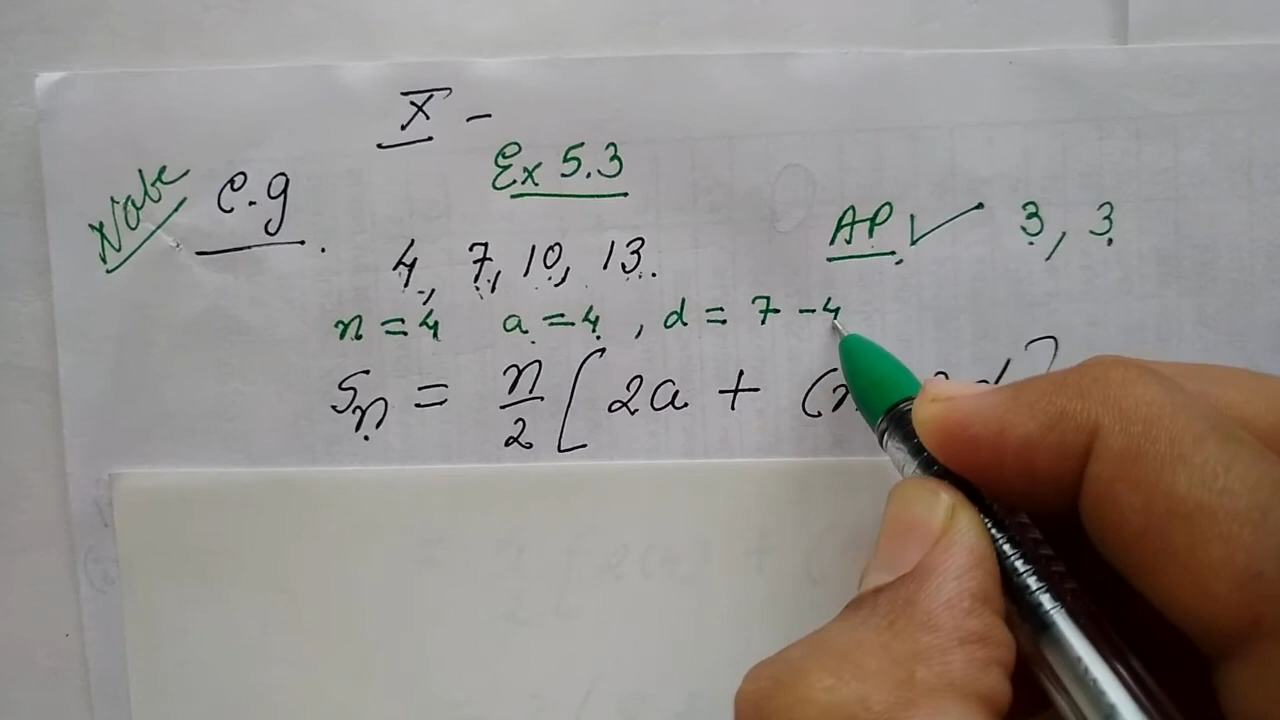 X -
Ex 5.3
Note e.g.
4, 7, 10, 13.
AP. ✓ 3, 3
n = 4 a = 4, d = 7 - 4
Sn = n/2 [ 2a + (n